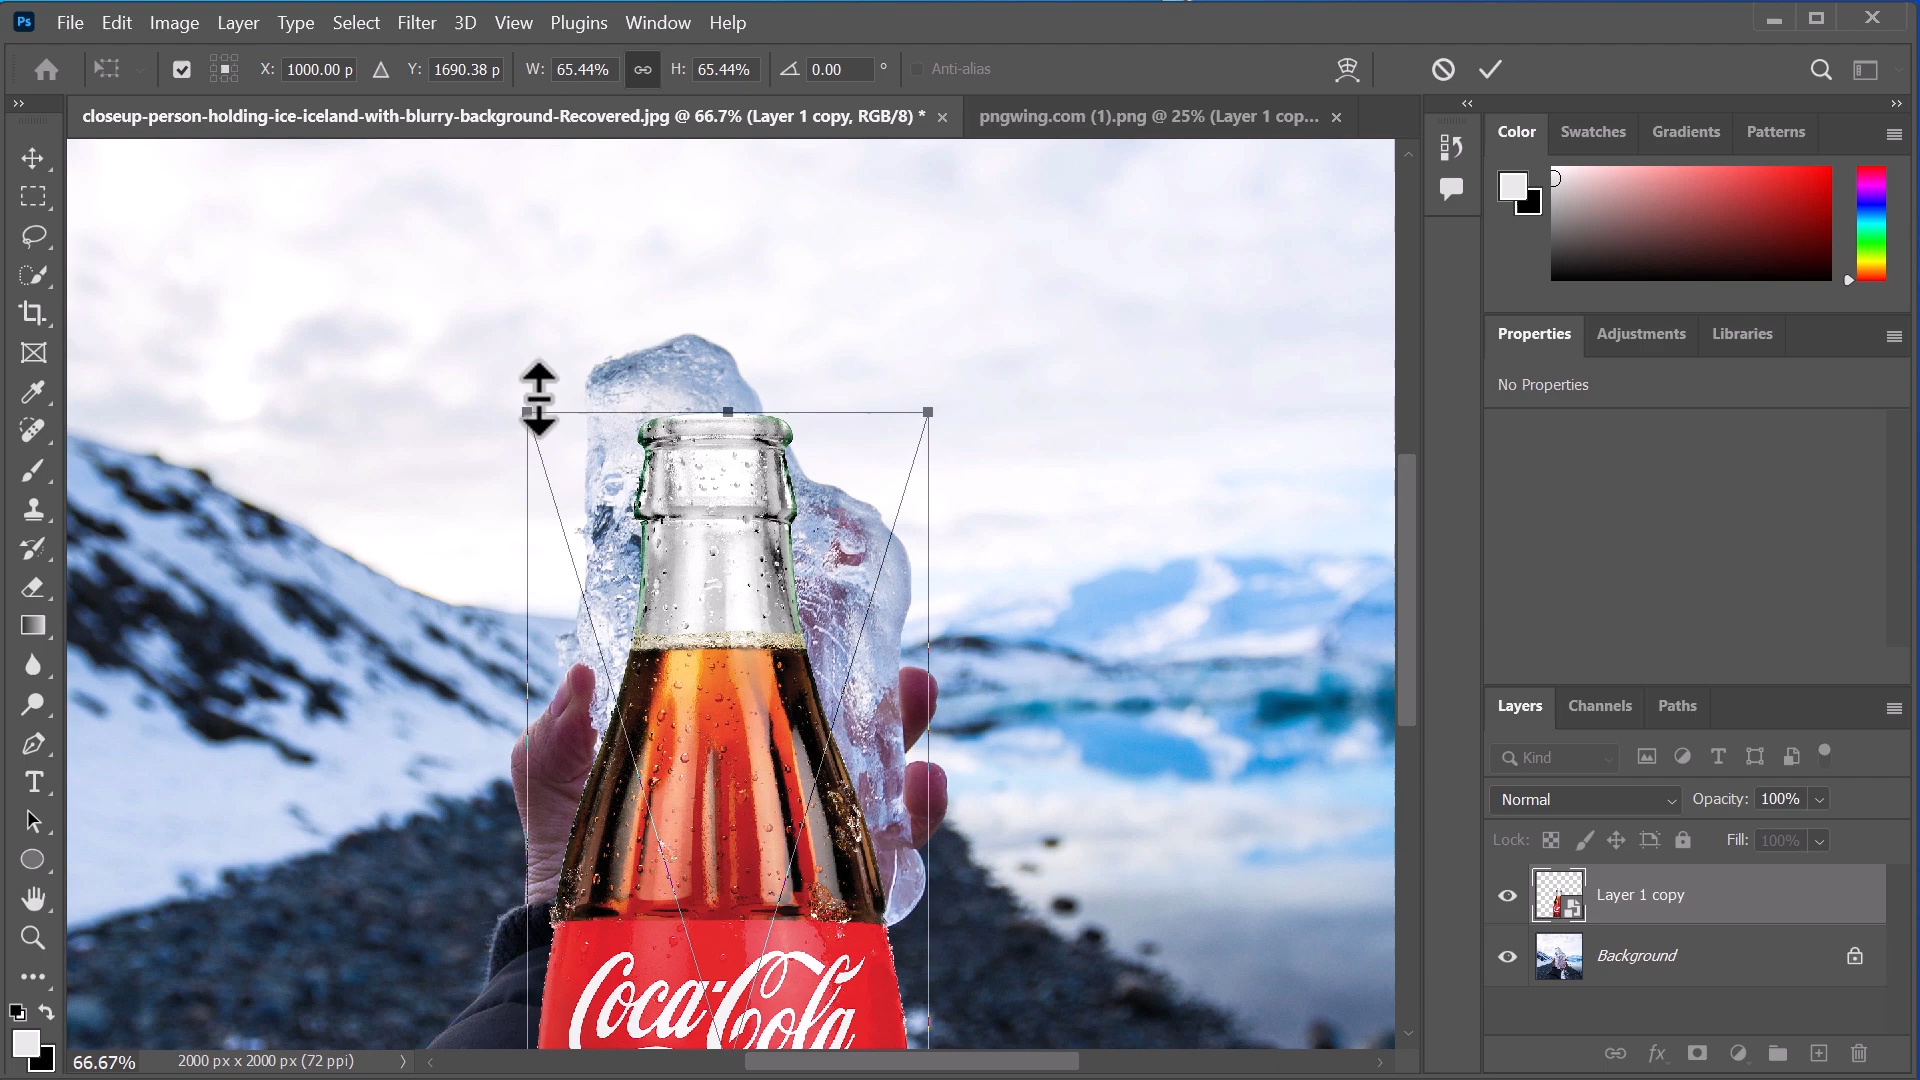 Ps File Edit Image Layer Type Select Filter 3D View Plugins Window Help
X: 1000.00 p Y: 1690.38 p W: 65.44% H: 65.44% 0.00 ° Anti-alias
closeup-person-holding-ice-iceland-with-blurry-background-Recovered.jpg @ 66.7% (Layer 1 copy, RGB/8) * pngwing.com (1).png @ 25% (Layer 1 cop...
Color Swatches Gradients Patterns
Properties Adjustments Libraries
No Properties
Layers Channels Paths
Kind
Normal Opacity: 100%
Lock: Fill: 100%
Layer 1 copy
Background
Coca-Cola
66.67% 2000 px x 2000 px (72 ppi)